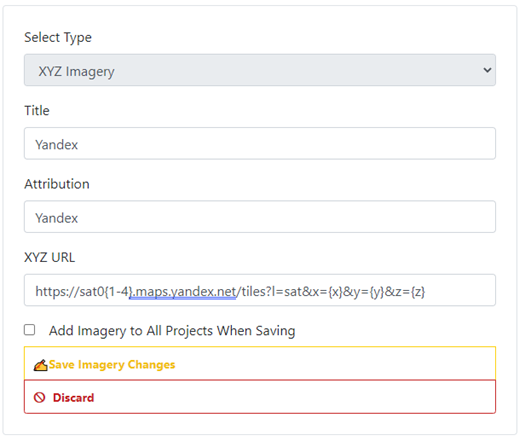 Select Type
XYZ Imagery
Title
Yandex
Attribution
Yandex
XYZ URL
https://sat0{1-4}.maps.yandex.net/tiles?l=sat&x={x}&y={y}&z={z}
Add Imagery to All Projects When Saving
Save Imagery Changes
Discard